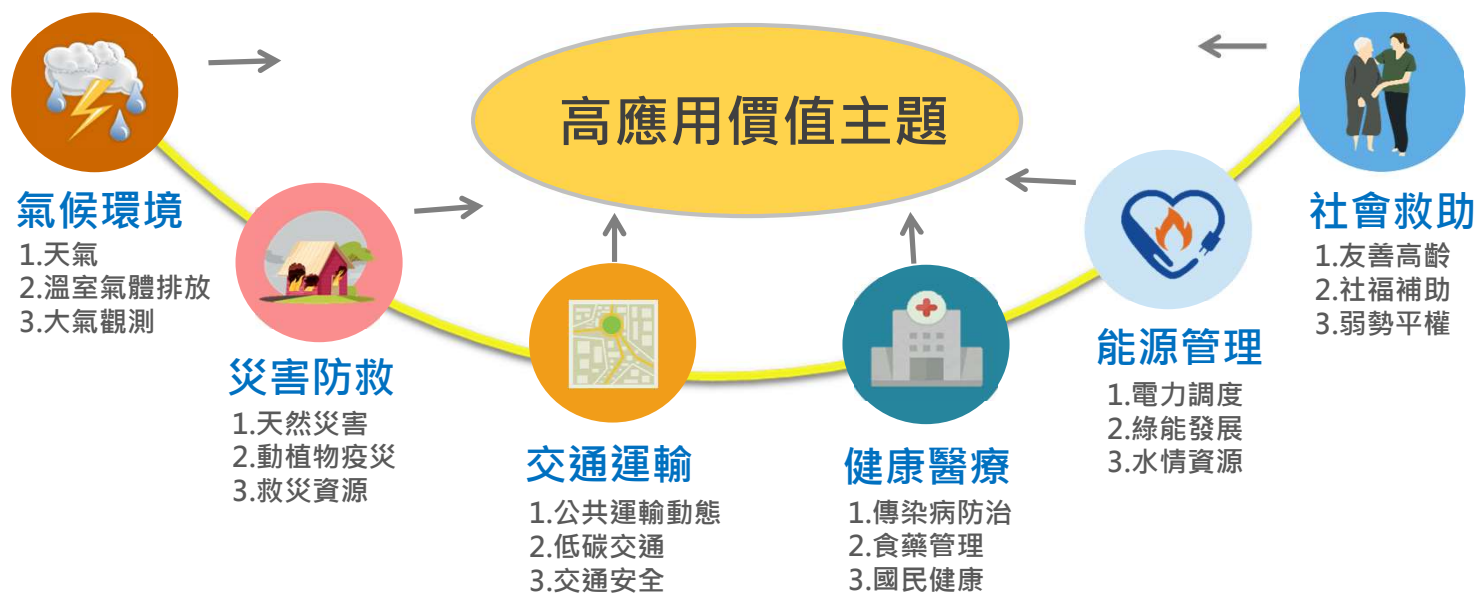 高應用價值主題
氣候環境
1.天氣
2.溫室氣體排放
3.大氣觀測
災害防救
1.天然災害
2.動植物疫災
3.救災資源
交通運輸
1.公共運輸動態
2.低碳交通
3.交通安全
健康醫療
1.傳染病防治
2.食藥管理
3.國民健康
能源管理
1.電力調度
2.綠能發展
3.水情資源
社會救助
1.友善高齡
2.社福補助
3.弱勢平權